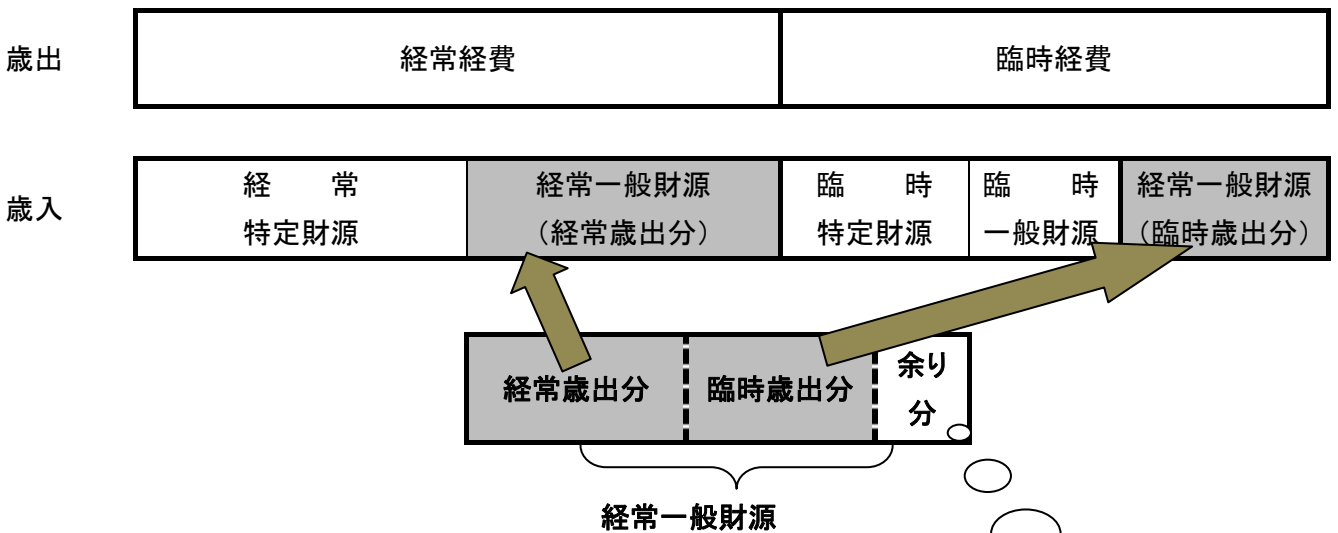 歳出
経常経費
臨時経費
歳入
経　　常
特定財源
経常一般財源
（経常歳出分）
臨　　時
特定財源
臨　　時
一般財源
経常一般財源
（臨時歳出分）
経常歳出分
臨時歳出分
余り
分
経常一般財源